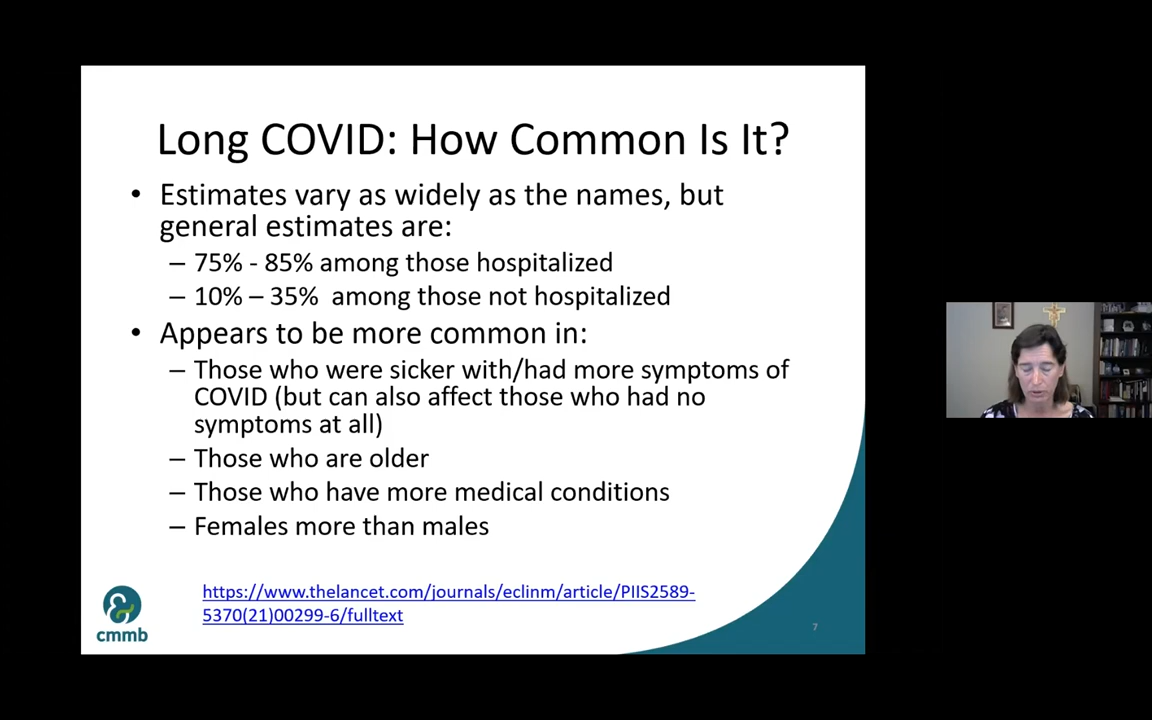 Long COVID: How Common Is It?
• Estimates vary as widely as the names, but
general estimates are:
– 75% - 85% among those hospitalized
– 10% – 35%  among those not hospitalized
• Appears to be more common in:
– Those who were sicker with/had more symptoms of
COVID (but can also affect those who had no
symptoms at all)
– Those who are older
– Those who have more medical conditions
– Females more than males
https://www.thelancet.com/journals/eclinm/article/PIIS2589-
5370(21)00299-6/fulltext
cmmb
7